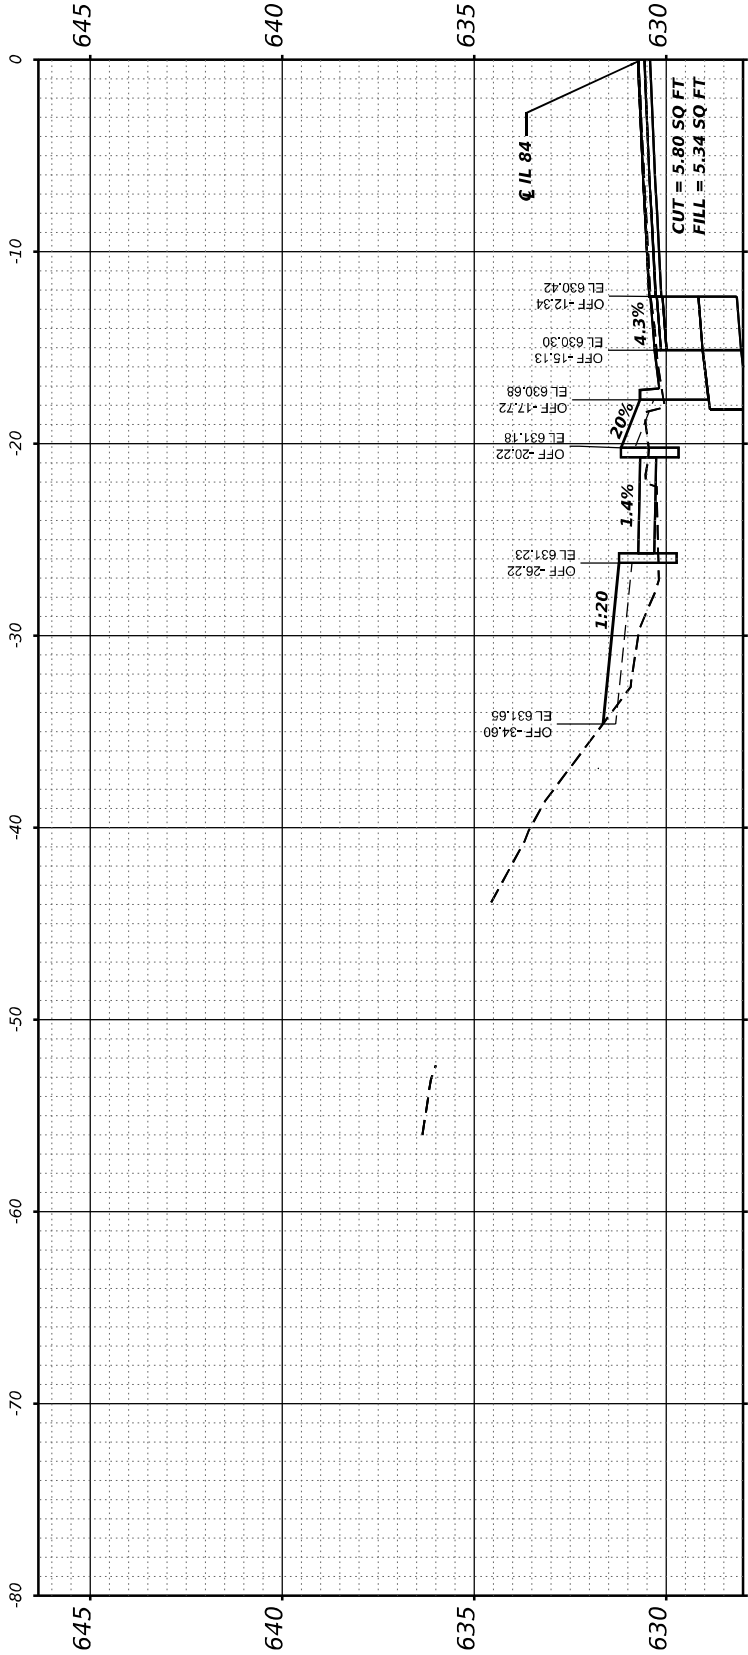 645
640
635
630
0
-10
-20
-30
-40
-50
-60
-70
-80
℄ IL 84
CUT = 5.80 SQ FT
FILL = 5.34 SQ FT
EL 630.42
OFF -12.34
4.3%
EL 630.30
OFF -15.13
EL 630.68
OFF -17.72
20%
EL 631.18
OFF -20.22
1.4%
EL 631.23
OFF -26.22
1:20
EL 631.65
OFF -34.60
645
640
635
630